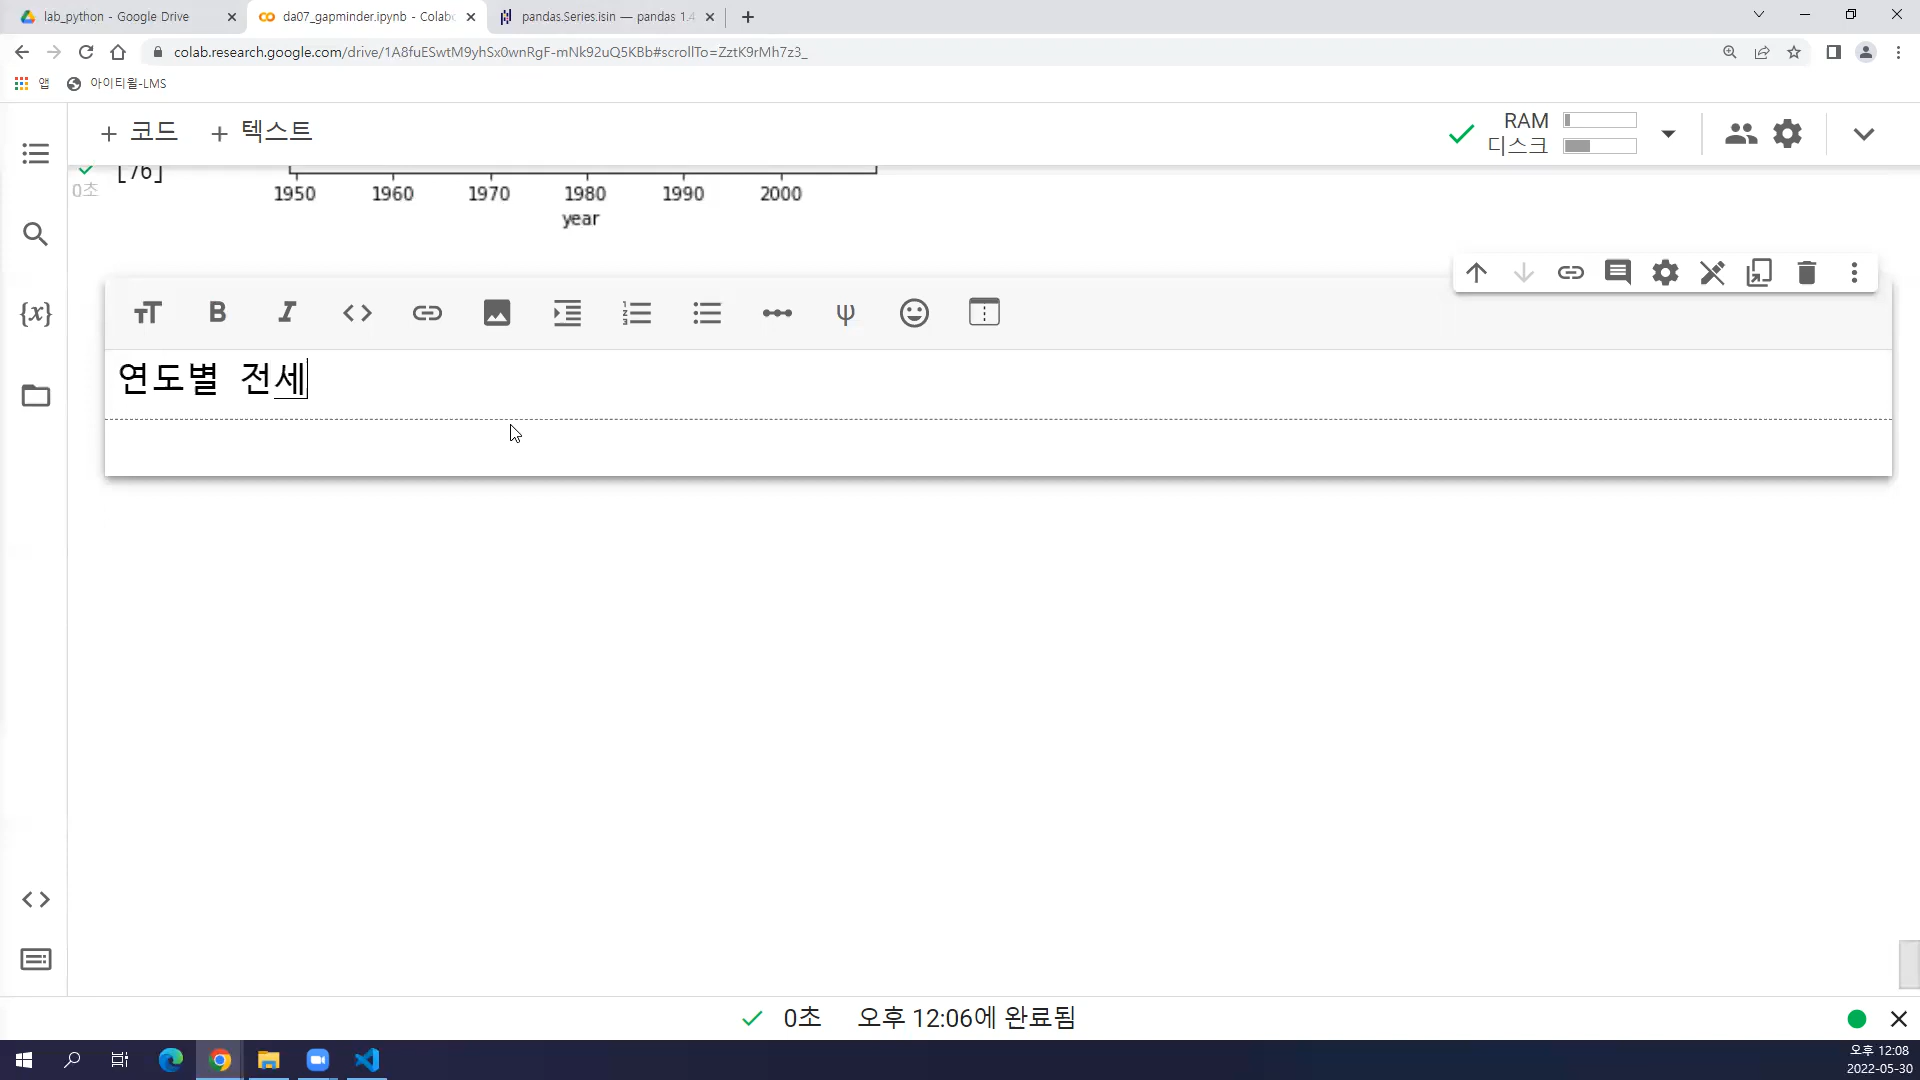 lab_python - Google Drive
da07_gapminder.ipynb - Colab
pandas.Series.isin — pandas 1.4
colab.research.google.com/drive/1A8fuESwtM9yhSx0wnRgF-mNk92uQ5KBb#scrollTo=ZztK9rMh7z3_
앱
아이티윌-LMS
+ 코드
+ 텍스트
RAM
디스크
[76]
0초
1950 1960 1970 1980 1990 2000
year
{x}
연도별 전세
0초 오후 12:06에 완료됨
오후 12:08
2022-05-30